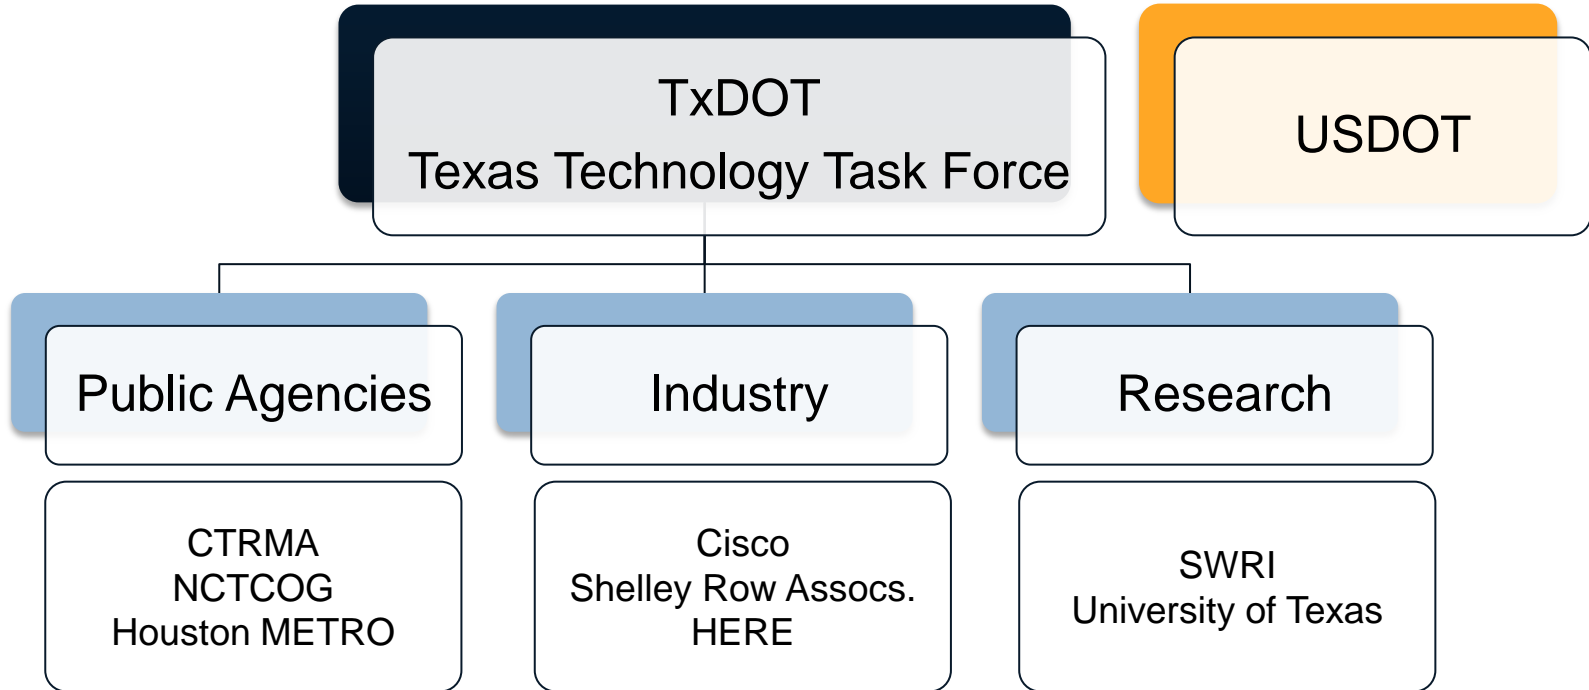 TxDOT
Texas Technology Task Force
USDOT
Public Agencies
Industry
Research
CTRMA
NCTCOG
Houston METRO
Cisco
Shelley Row Assocs.
HERE
SWRI
University of Texas